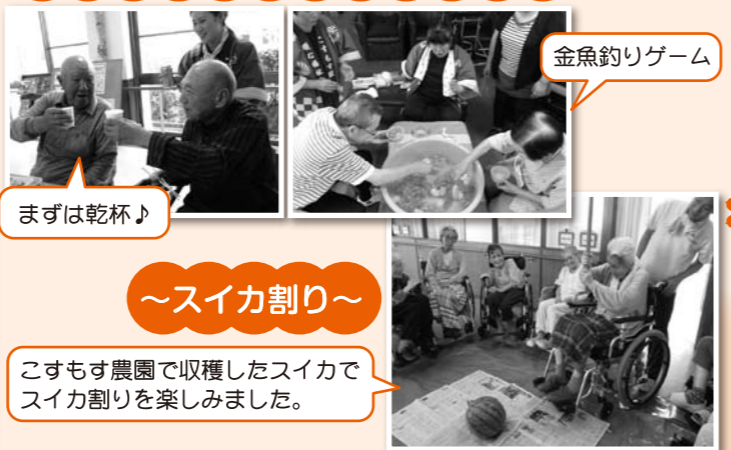 金魚釣りゲーム
まずは乾杯♪
~スイカ割り~
こすもす農園で収穫したスイカで
スイカ割りを楽しみました。